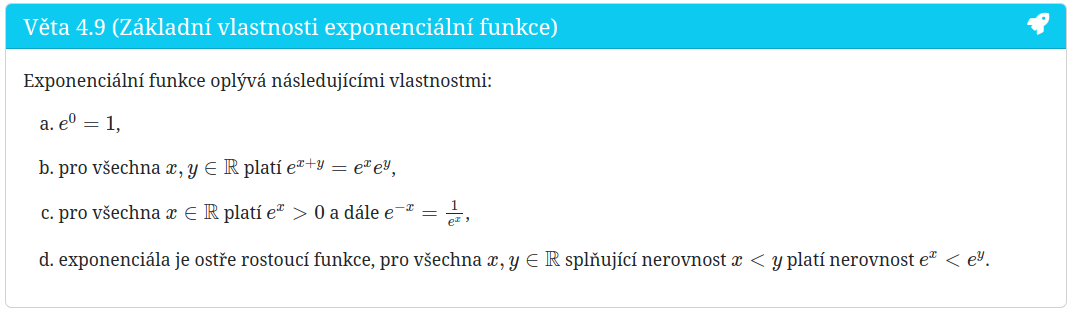 Věta 4.9 (Základní vlastnosti exponenciální funkce)
Exponenciální funkce oplývá následujícími vlastnostmi:
a. $e^0 = 1$,
b. pro všechna $x, y \in \mathbb{R}$ platí $e^{x+y} = e^x e^y$,
c. pro všechna $x \in \mathbb{R}$ platí $e^x > 0$ a dále $e^{-x} = \frac{1}{e^x}$,
d. exponenciála je ostře rostoucí funkce, pro všechna $x, y \in \mathbb{R}$ splňující nerovnost $x < y$ platí nerovnost $e^x < e^y$.